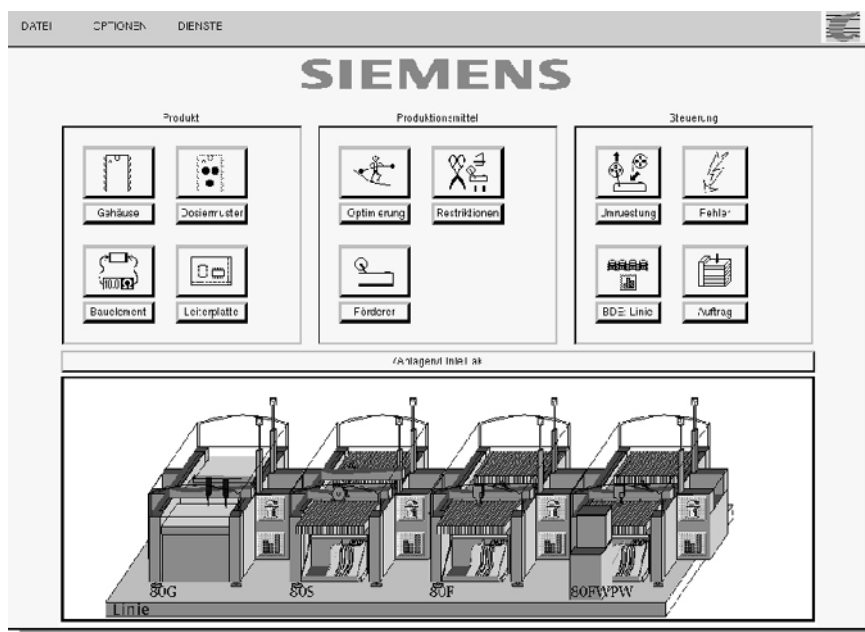 DATEI OPTIONEN DIENSTE
SIEMENS
Produkt Produktionsmittel Steuerung
Gehäuse Dosiermuster Optimierung Restriktionen Umruestung Fehler
Bauelement Leiterplatte Förderer BDE Linie Auftrag
80G 80S 80F 80FWPW
Linie